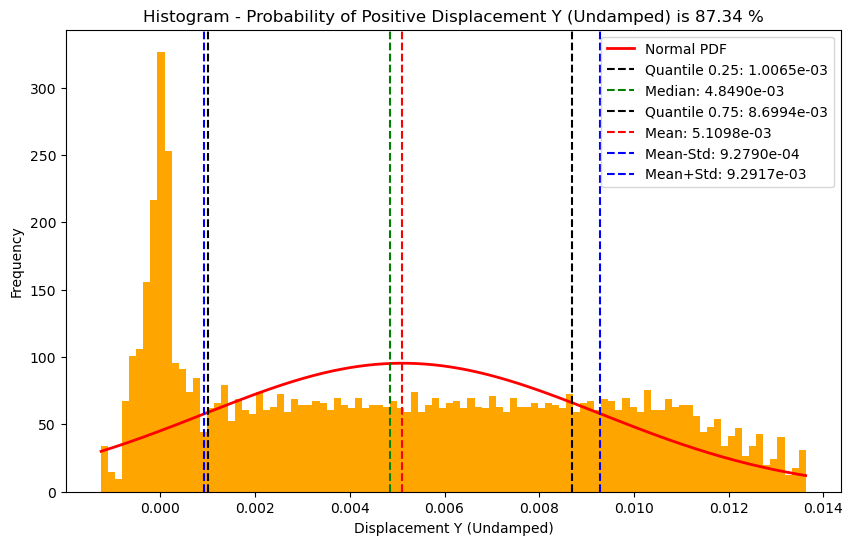 Histogram - Probability of Positive Displacement Y (Undamped) is 87.34 %
Normal PDF
Quantile 0.25: 1.0065e-03
Median: 4.8490e-03
Quantile 0.75: 8.6994e-03
Mean: 5.1098e-03
Mean-Std: 9.2790e-04
Mean+Std: 9.2917e-03
Frequency
300
250
200
150
100
50
0
0.000 0.002 0.004 0.006 0.008 0.010 0.012 0.014
Displacement Y (Undamped)